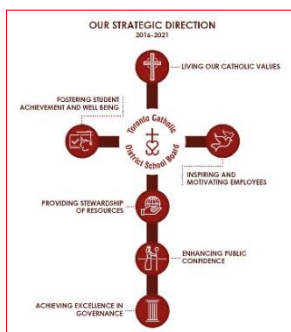 OUR STRATEGIC DIRECTION
2016-2021
LIVING OUR CATHOLIC VALUES
FOSTERING STUDENT
ACHIEVEMENT AND WELL BEING
Toronto Catholic
District School Board
INSPIRING AND
MOTIVATING EMPLOYEES
PROVIDING STEWARDSHIP
OF RESOURCES
ENHANCING PUBLIC
CONFIDENCE
ACHIEVING EXCELLENCE IN
GOVERNANCE